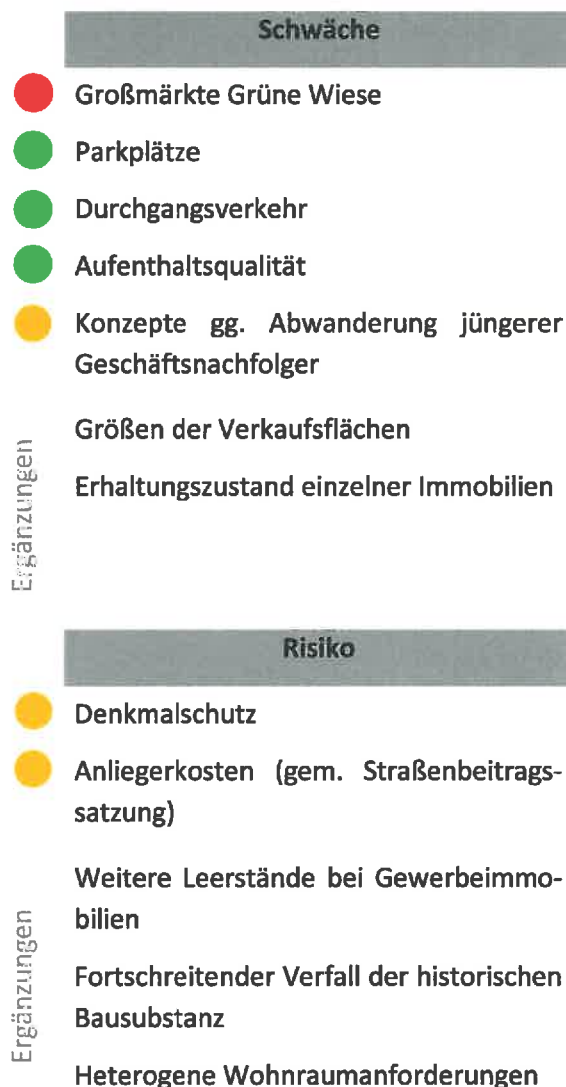 Schwäche
Großmärkte Grüne Wiese
Parkplätze
Durchgangsverkehr
Aufenthaltsqualität
Konzepte gg. Abwanderung jüngerer
Geschäftsnachfolger
Ergänzungen
Größen der Verkaufsflächen
Erhaltungszustand einzelner Immobilien
Risiko
Denkmalschutz
Anliegerkosten (gem. Straßenbeitrags-
satzung)
Ergänzungen
Weitere Leerstände bei Gewerbeimmo-
bilien
Fortschreitender Verfall der historischen
Bausubstanz
Heterogene Wohnraumanforderungen